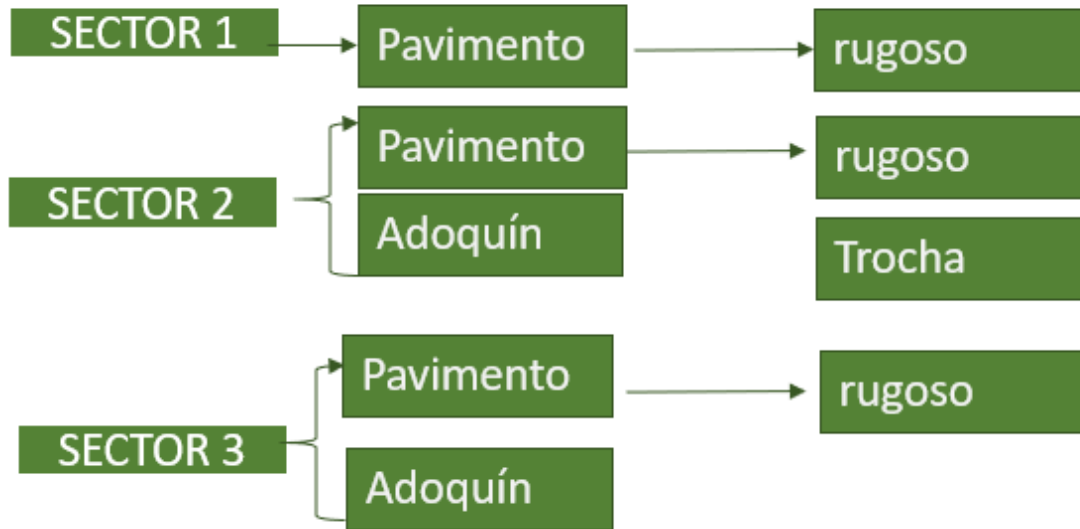 SECTOR 1
Pavimento
rugoso
Pavimento
rugoso
SECTOR 2
Adoquín
Trocha
Pavimento
rugoso
SECTOR 3
Adoquín